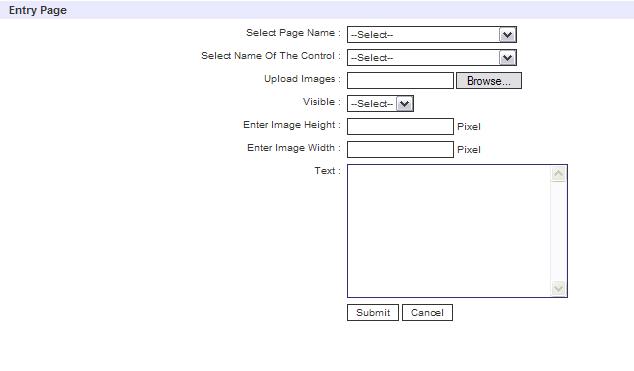 Entry Page
Select Page Name : --Select--
Select Name Of The Control : --Select--
Upload Images : Browse...
Visible : --Select--
Enter Image Height : Pixel
Enter Image Width : Pixel
Text :
Submit Cancel